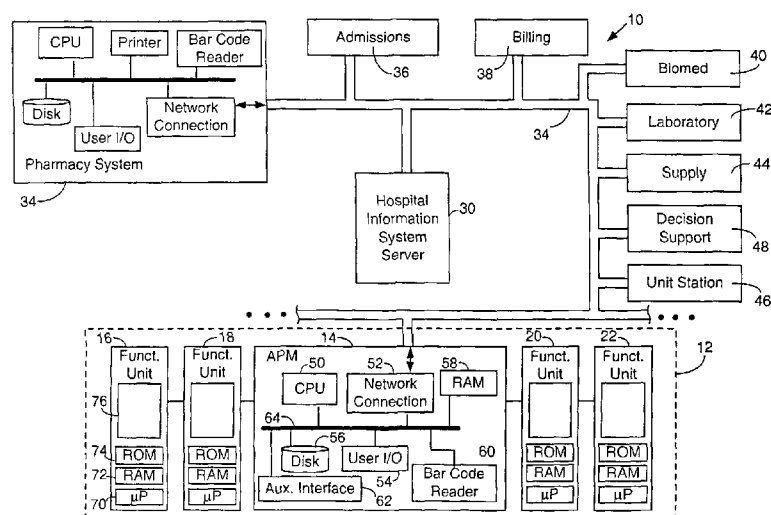 10
CPU
Printer
Bar Code
Reader
Disk
User I/O
Network
Connection
Pharmacy System
34
Admissions
36
Billing
38
34
Biomed
40
Laboratory
42
Supply
44
Decision
Support
48
Unit Station
46
Hospital
Information
System
Server
30
12
16
Funct.
Unit
76
74
ROM
72
RAM
70
µP
18
Funct.
Unit
ROM
RAM
µP
14
APM
50
CPU
52
Network
Connection
58
RAM
64
56
Disk
User I/O
54
60
Bar Code
Reader
Aux. Interface
62
20
Funct.
Unit
ROM
RAM
µP
22
Funct.
Unit
ROM
RAM
µP